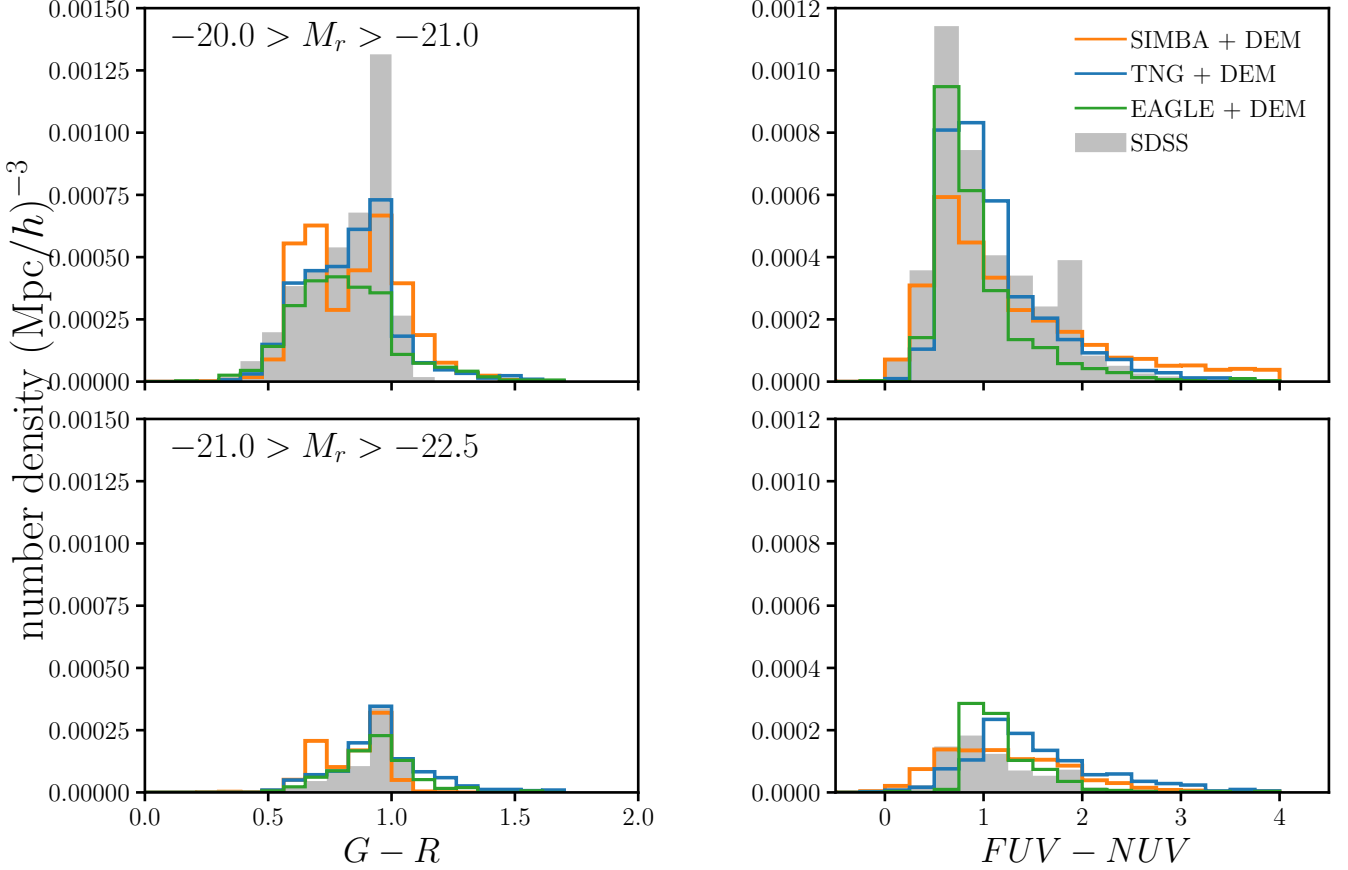 number density (Mpc/h)−3
0.00150
0.00125
0.00100
0.00075
0.00050
0.00025
0.00000
−20.0 > Mr > −21.0
0.0012
0.0010
0.0008
0.0006
0.0004
0.0002
0.0000
SIMBA + DEM
TNG + DEM
EAGLE + DEM
SDSS
0.00150
0.00125
0.00100
0.00075
0.00050
0.00025
0.00000
−21.0 > Mr > −22.5
0.0 0.5 1.0 1.5 2.0
G − R
0.0012
0.0010
0.0008
0.0006
0.0004
0.0002
0.0000
0 1 2 3 4
FUV − NUV